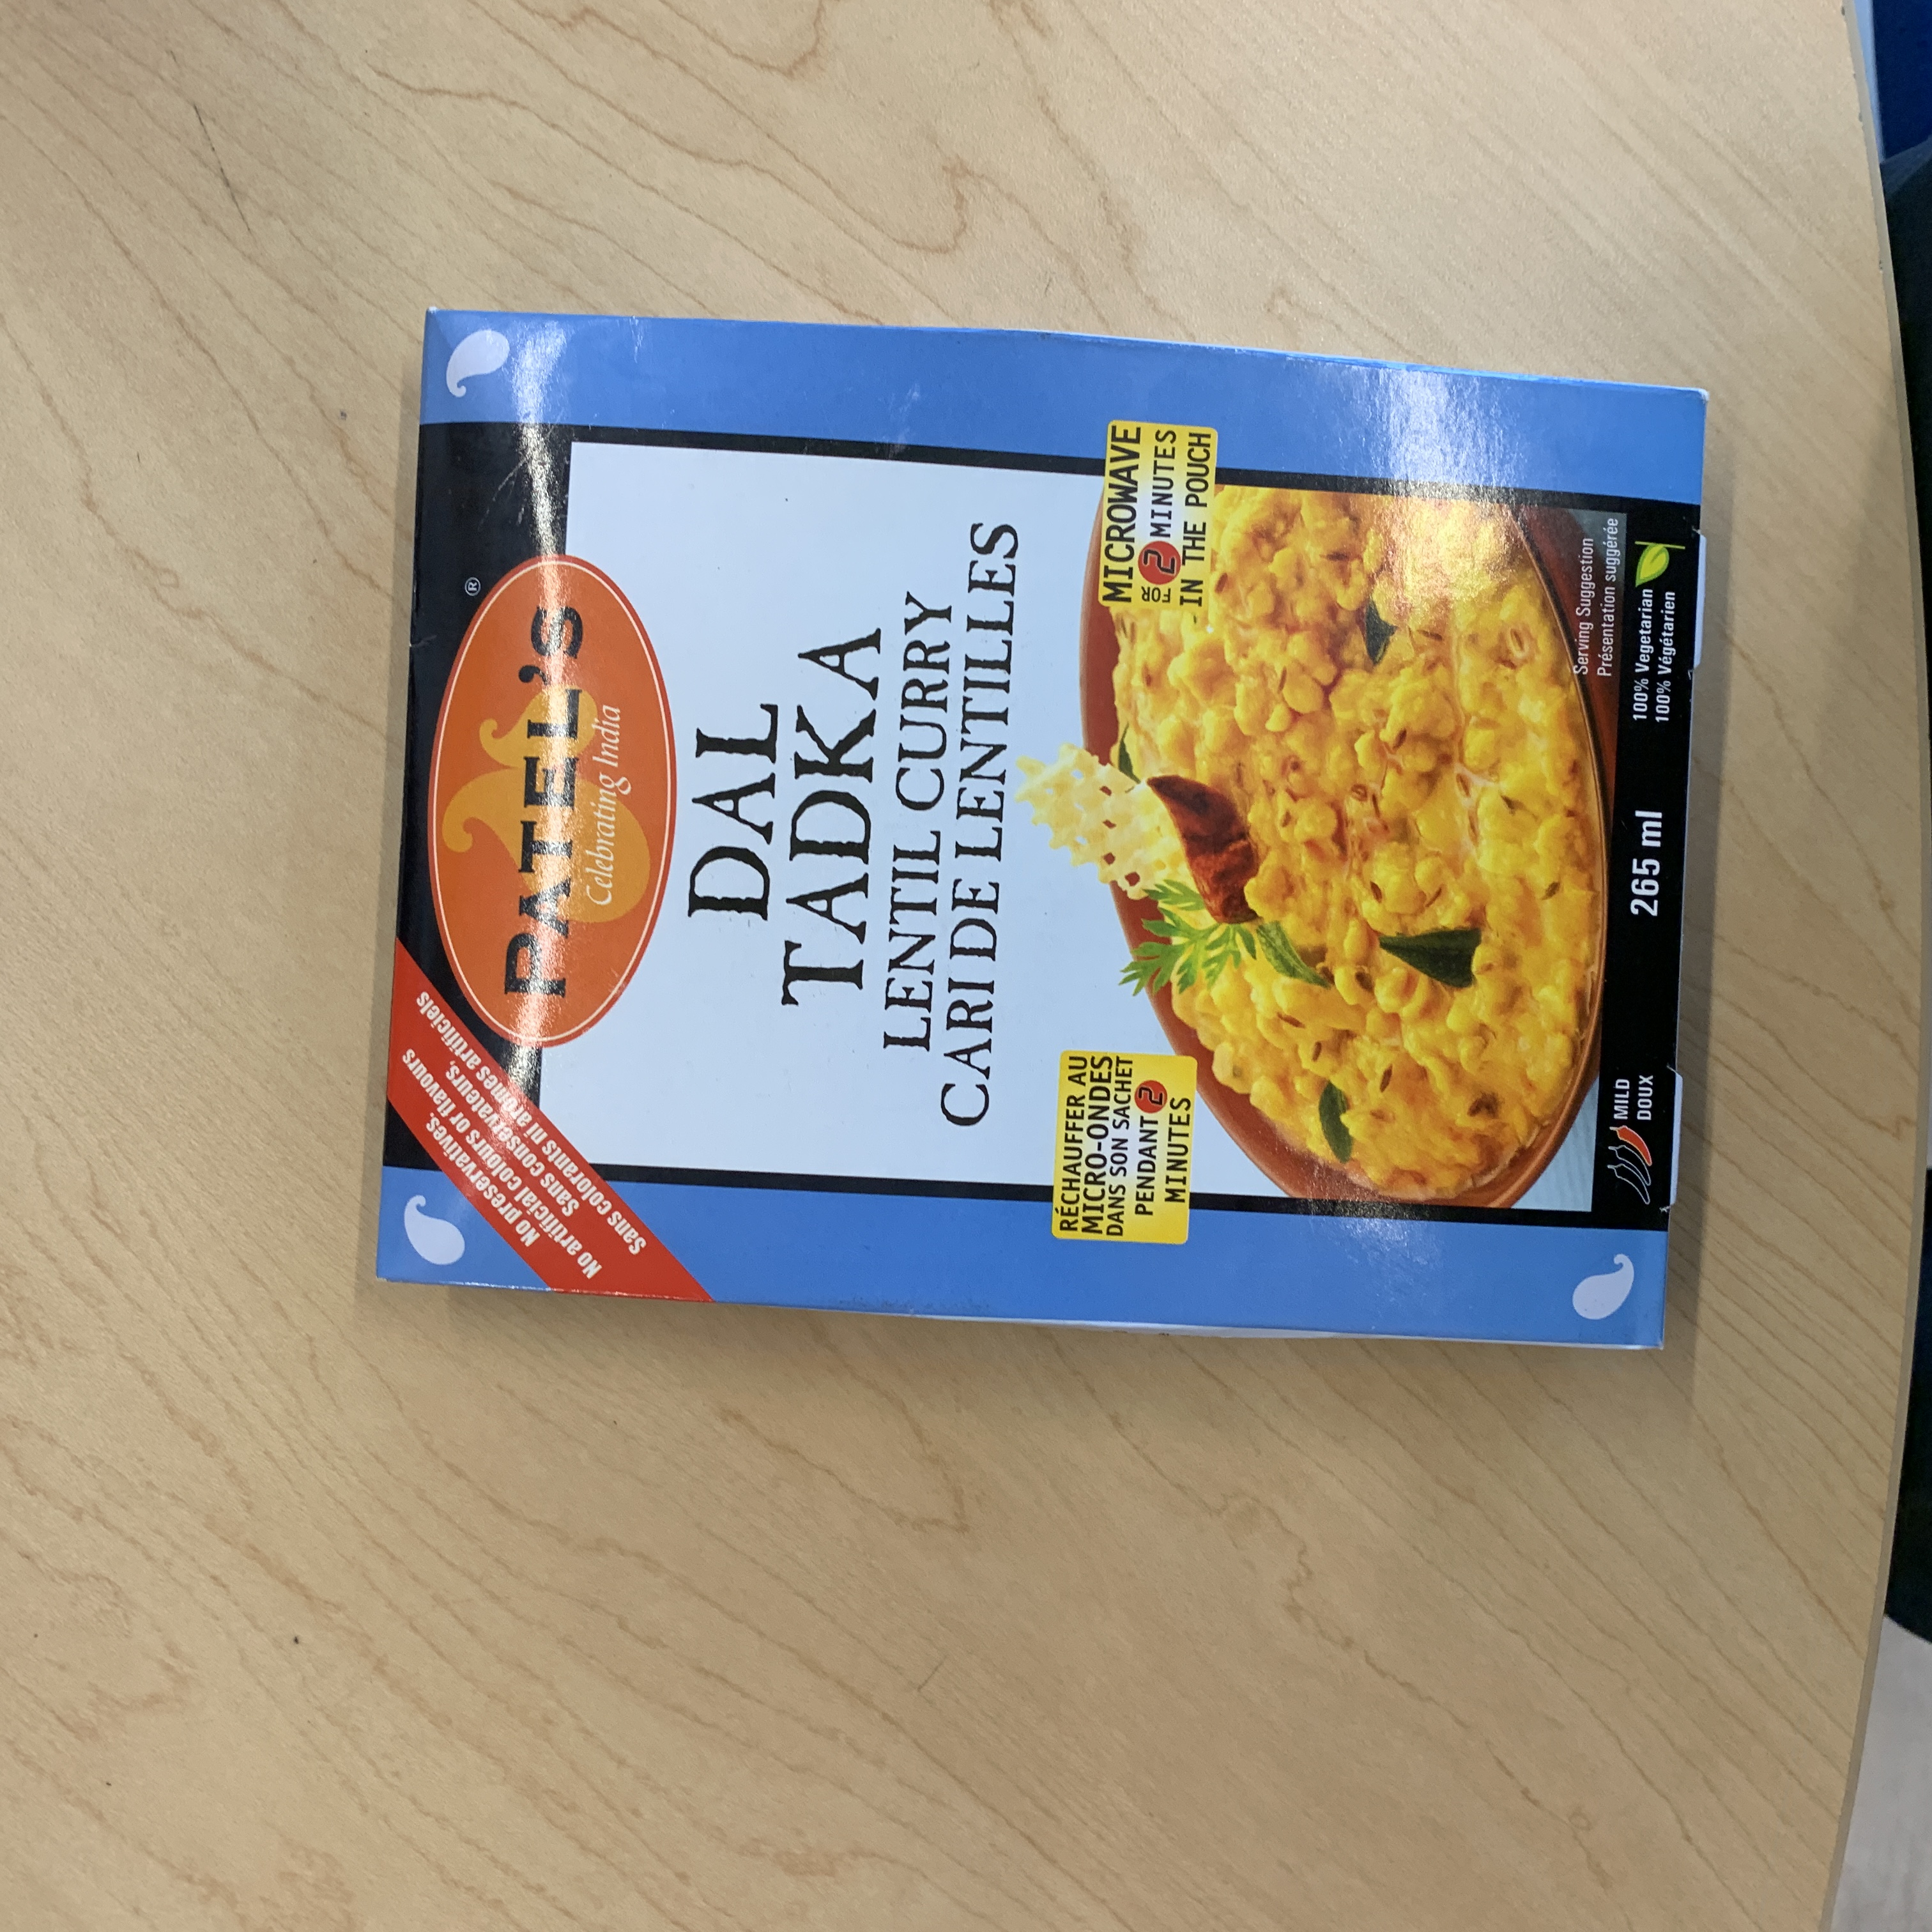 No preservatives.
No artificial colours or flavours
Sans conservateurs,
Sans colorants ni arômes artificiels
PATEL'S
®
Celebrating India
DAL
TADKA
LENTIL CURRY
CARI DE LENTILLES
RÉCHAUFFER AU
MICRO-ONDES
DANS SON SACHET
PENDANT 2
MINUTES
MICROWAVE
FOR 2 MINUTES
IN THE POUCH
Serving Suggestion
Présentation suggérée
MILD
DOUX
265 ml
100% Vegetarian
100% Végétarien